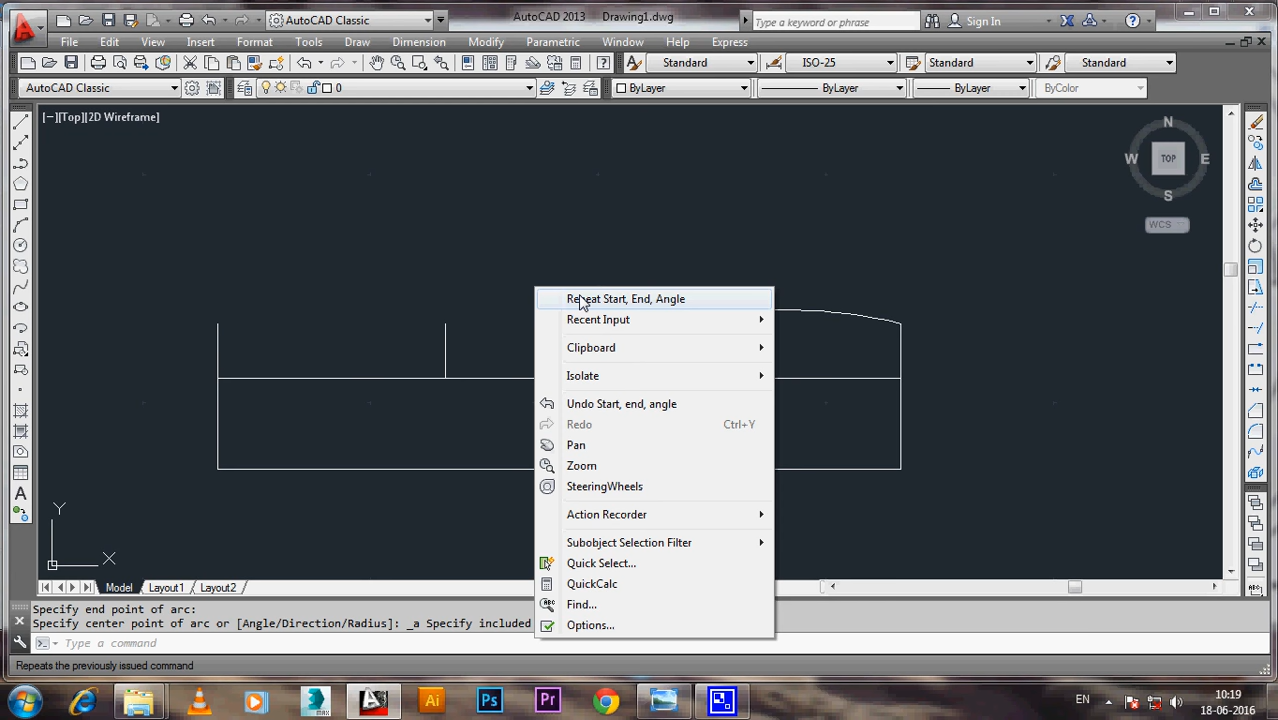 AutoCAD Classic
AutoCAD 2013 Drawing1.dwg
Type a keyword or phrase
Sign In
File Edit View Insert Format Tools Draw Dimension Modify Parametric Window Help Express
Standard ISO-25 Standard Standard
AutoCAD Classic 0 ByLayer ByLayer ByLayer ByColor
[−][Top][2D Wireframe]
N
W TOP E
S
WCS
Repeat Start, End, Angle
Recent Input
Clipboard
Isolate
Undo Start, end, angle
Redo Ctrl+Y
Pan
Zoom
SteeringWheels
Action Recorder
Subobject Selection Filter
Quick Select...
QuickCalc
Find...
Options...
Y
X
Model Layout1 Layout2
Specify end point of arc:
Specify center point of arc or [Angle/Direction/Radius]: _a Specify included
Type a command
Repeats the previously issued command
Ai Ps Pr
EN
10:19
18-06-2016